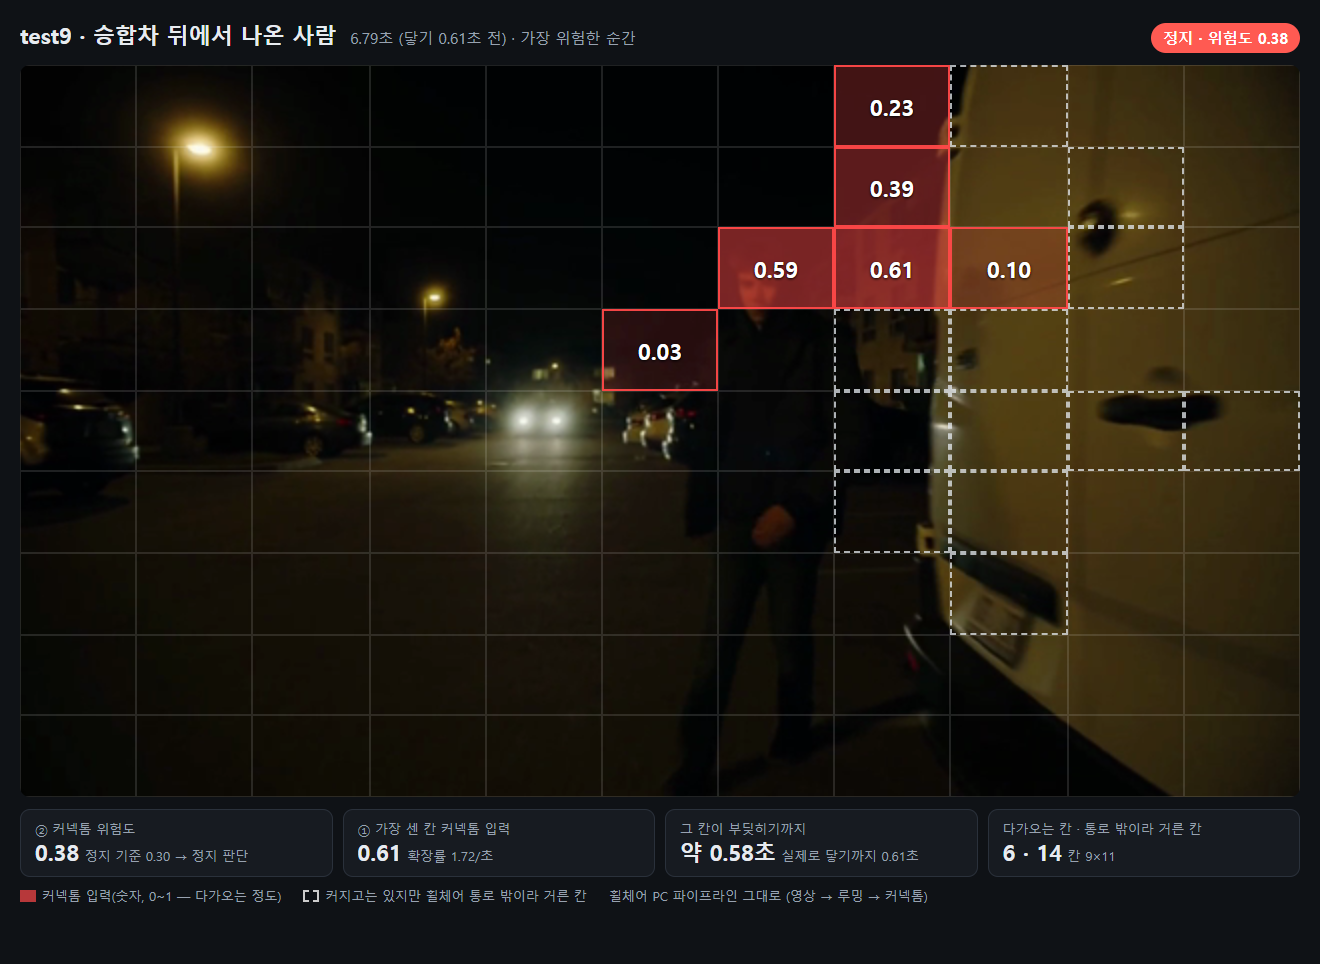 test9 · 승합차 뒤에서 나온 사람 6.79초 (닿기 0.61초 전) · 가장 위험한 순간
정지 · 위험도 0.38
0.23
0.39
0.59 0.61 0.10
0.03
② 커넥톰 위험도
0.38 정지 기준 0.30 → 정지 판단
① 가장 센 칸 커넥톰 입력
0.61 확장률 1.72/초
그 칸이 부딪히기까지
약 0.58초 실제로 닿기까지 0.61초
다가오는 칸 · 통로 밖이라 거른 칸
6 · 14 칸 9×11
커넥톰 입력(숫자, 0~1 — 다가오는 정도)
커지고는 있지만 휠체어 통로 밖이라 거른 칸
휠체어 PC 파이프라인 그대로 (영상 → 루밍 → 커넥톰)